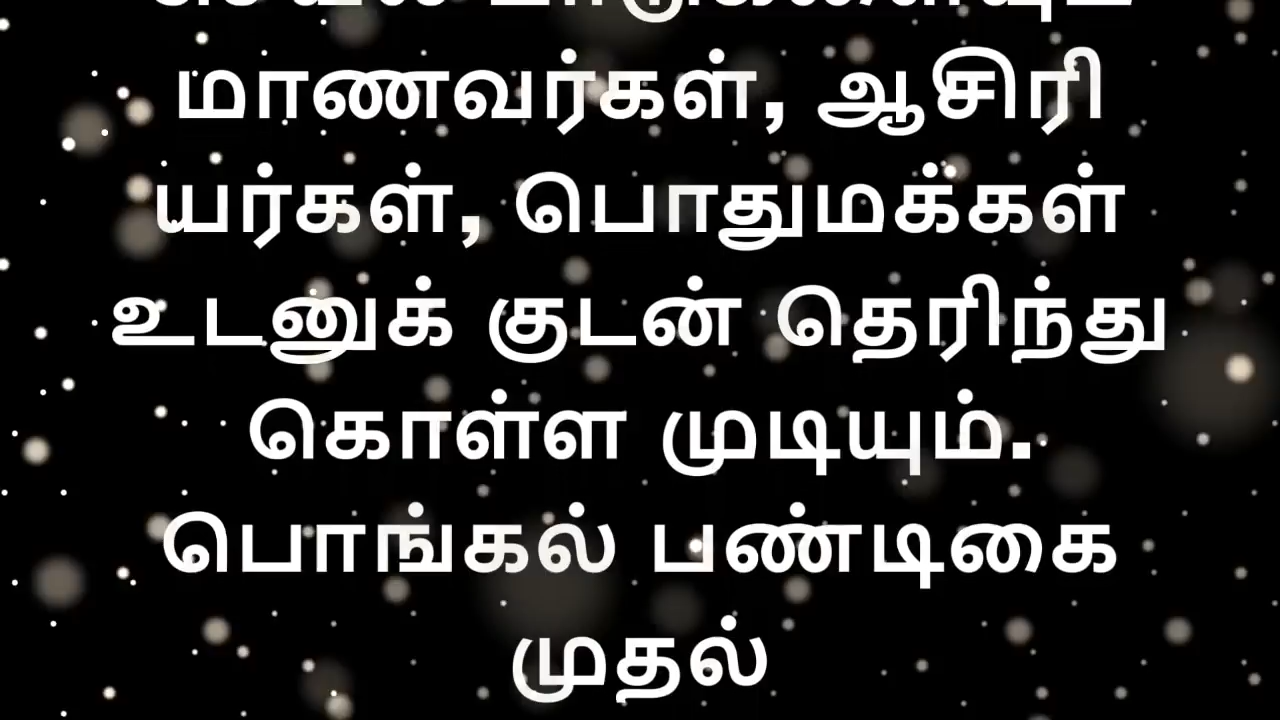 மாணவர்கள், ஆசிரி
யர்கள், பொதுமக்கள்
உடனுக் குடன் தெரிந்து
கொள்ள முடியும்.
பொங்கல் பண்டிகை
முதல்